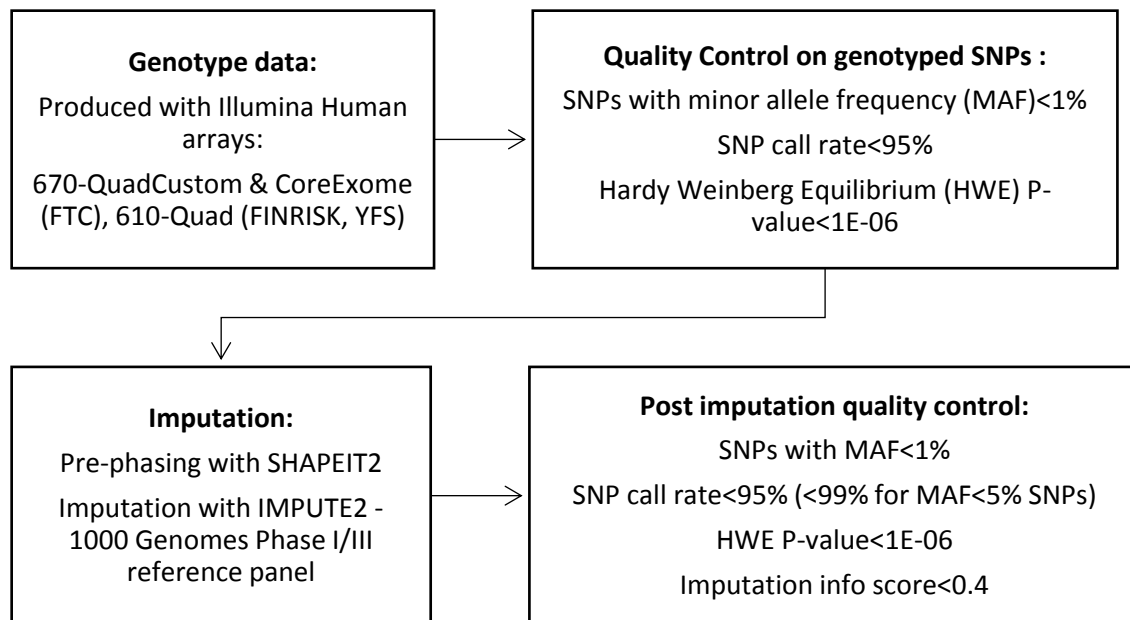 Genotype data:
Produced with Illumina Human
arrays:
670-QuadCustom & CoreExome
(FTC), 610-Quad (FINRISK, YFS)
Quality Control on genotyped SNPs :
SNPs with minor allele frequency (MAF)<1%
SNP call rate<95%
Hardy Weinberg Equilibrium (HWE) P-
value<1E-06
Imputation:
Pre-phasing with SHAPEIT2
Imputation with IMPUTE2 -
1000 Genomes Phase I/III
reference panel
Post imputation quality control:
SNPs with MAF<1%
SNP call rate<95% (<99% for MAF<5% SNPs)
HWE P-value<1E-06
Imputation info score<0.4